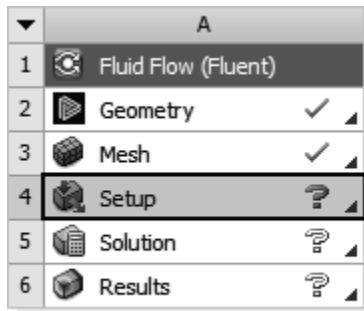 A
1 Fluid Flow (Fluent)
2 Geometry
3 Mesh
4 Setup ?
5 Solution ?
6 Results ?